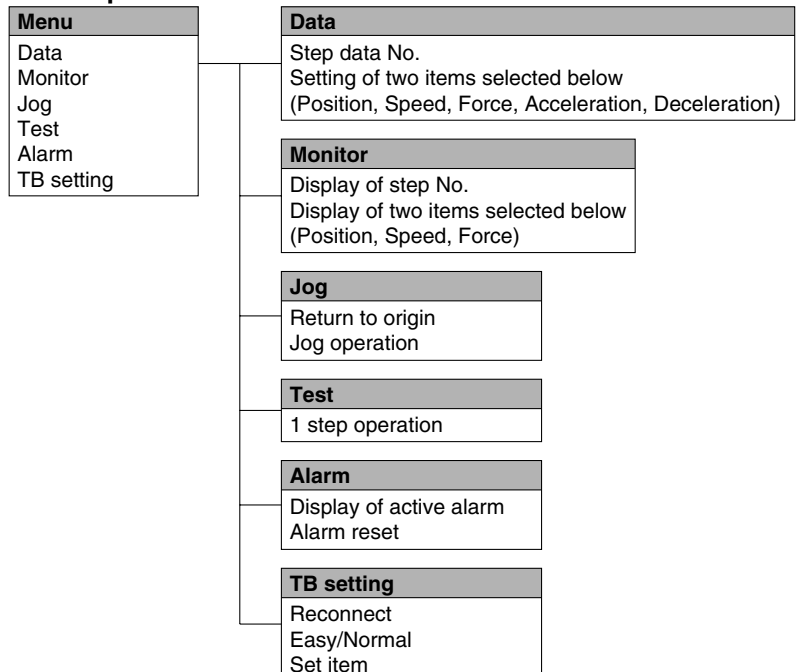 Menu
Data
Monitor
Jog
Test
Alarm
TB setting
Data
Step data No.
Setting of two items selected below
(Position, Speed, Force, Acceleration, Deceleration)
Monitor
Display of step No.
Display of two items selected below
(Position, Speed, Force)
Jog
Return to origin
Jog operation
Test
1 step operation
Alarm
Display of active alarm
Alarm reset
TB setting
Reconnect
Easy/Normal
Set item